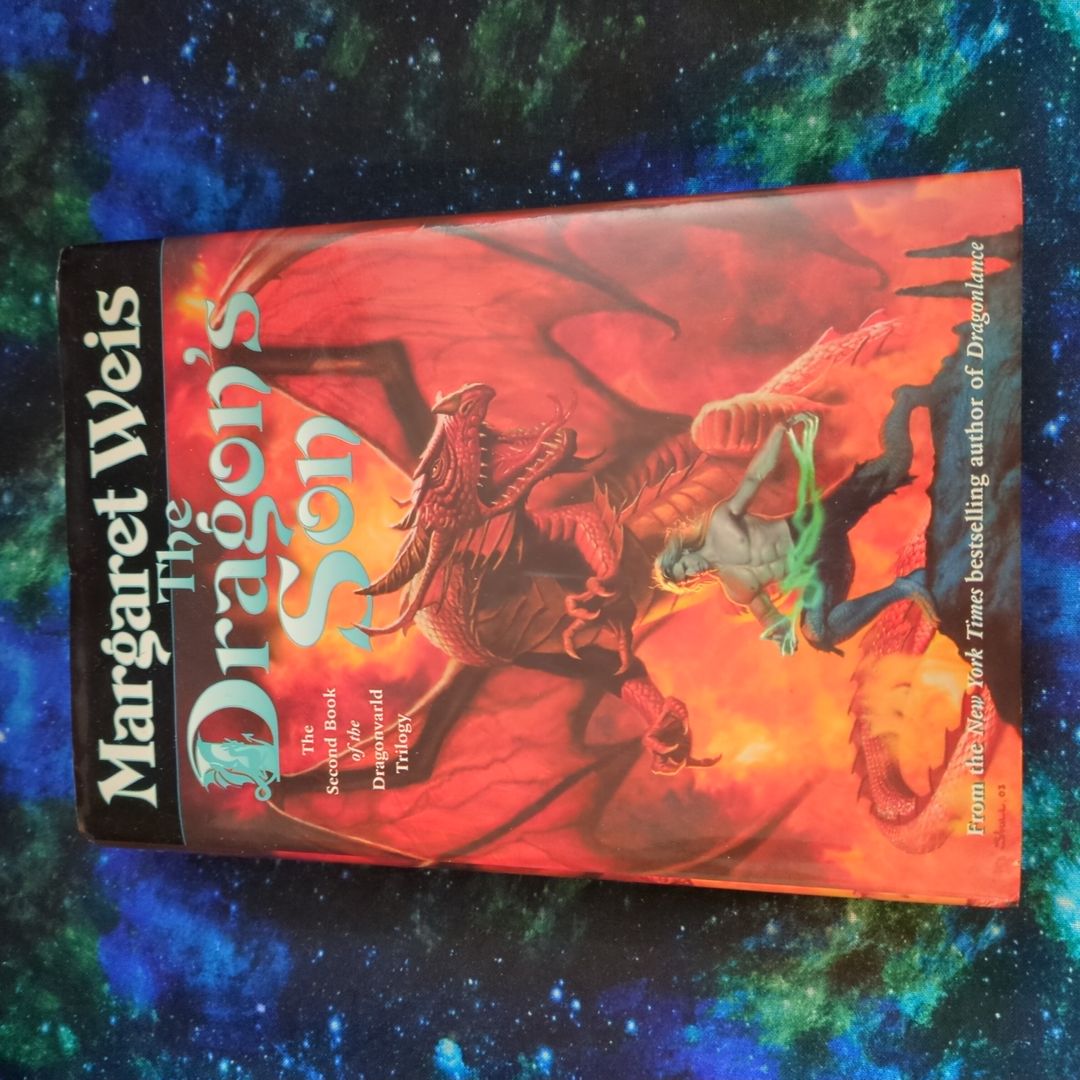 Margaret Weis
The
Dragon's
Son
The
Second Book
of the
Dragonvarld
Trilogy
From the New York Times bestselling author of Dragonlance